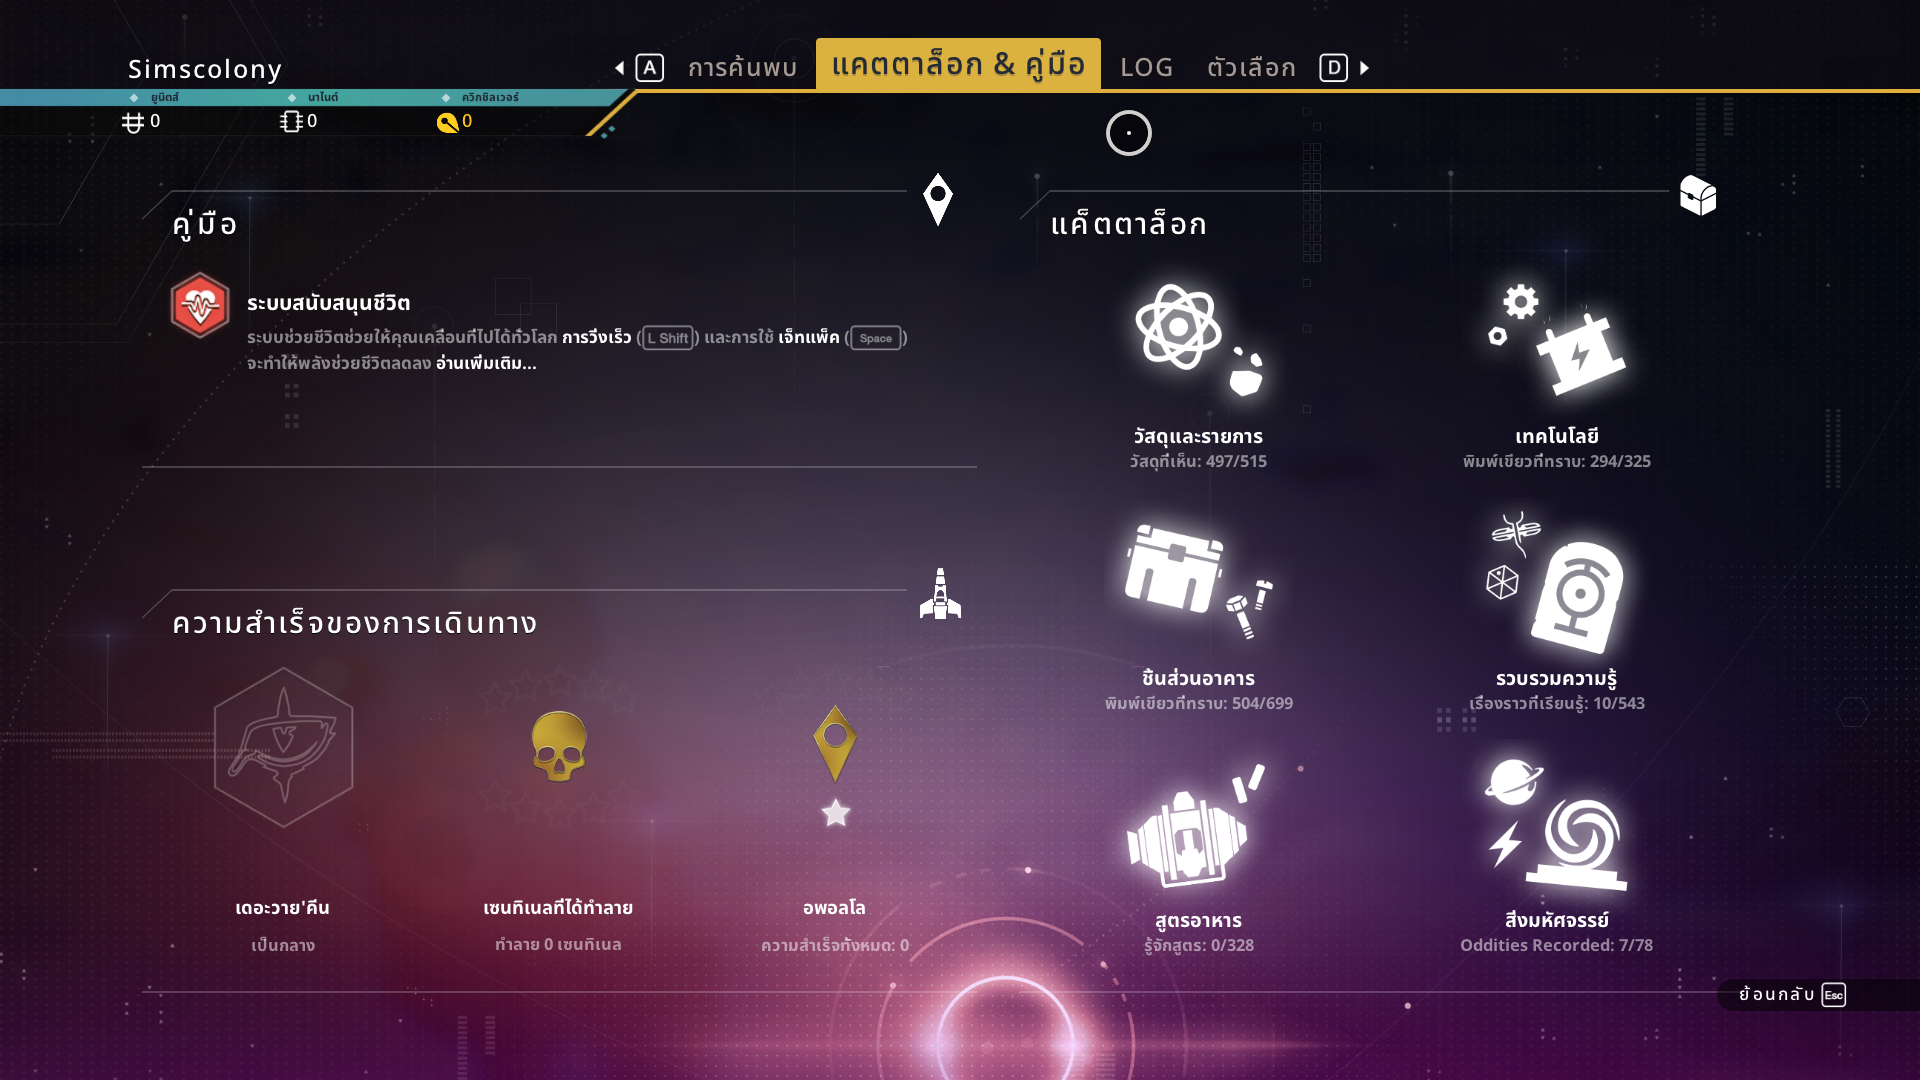 Simscolony
A การค้นพบ แคตตาล็อก & คู่มือ LOG ตัวเลือก D
ยูนิตส์ นาไนต์ ควิกซิลเวอร์
0 0 0
คู่มือ
ระบบสนับสนุนชีวิต
ระบบช่วยชีวิตช่วยให้คุณเคลื่อนที่ไปได้ทั่วโลก การวิ่งเร็ว (L Shift) และการใช้ เจ็ทแพ็ค (Space)
จะทำให้พลังช่วยชีวิตลดลง อ่านเพิ่มเติม...
ความสำเร็จของการเดินทาง
เดอะวาย'คีน
เป็นกลาง
เซนทิเนลที่ได้ทำลาย
ทำลาย 0 เซนทิเนล
อพอลโล
ความสำเร็จทั้งหมด: 0
แค็ตตาล็อก
วัสดุและรายการ
วัสดุที่เห็น: 497/515
เทคโนโลยี
พิมพ์เขียวที่ทราบ: 294/325
ชิ้นส่วนอาคาร
พิมพ์เขียวที่ทราบ: 504/699
รวบรวมความรู้
เรื่องราวที่เรียนรู้: 10/543
สูตรอาหาร
รู้จักสูตร: 0/328
สิ่งมหัศจรรย์
Oddities Recorded: 7/78
ย้อนกลับ Esc